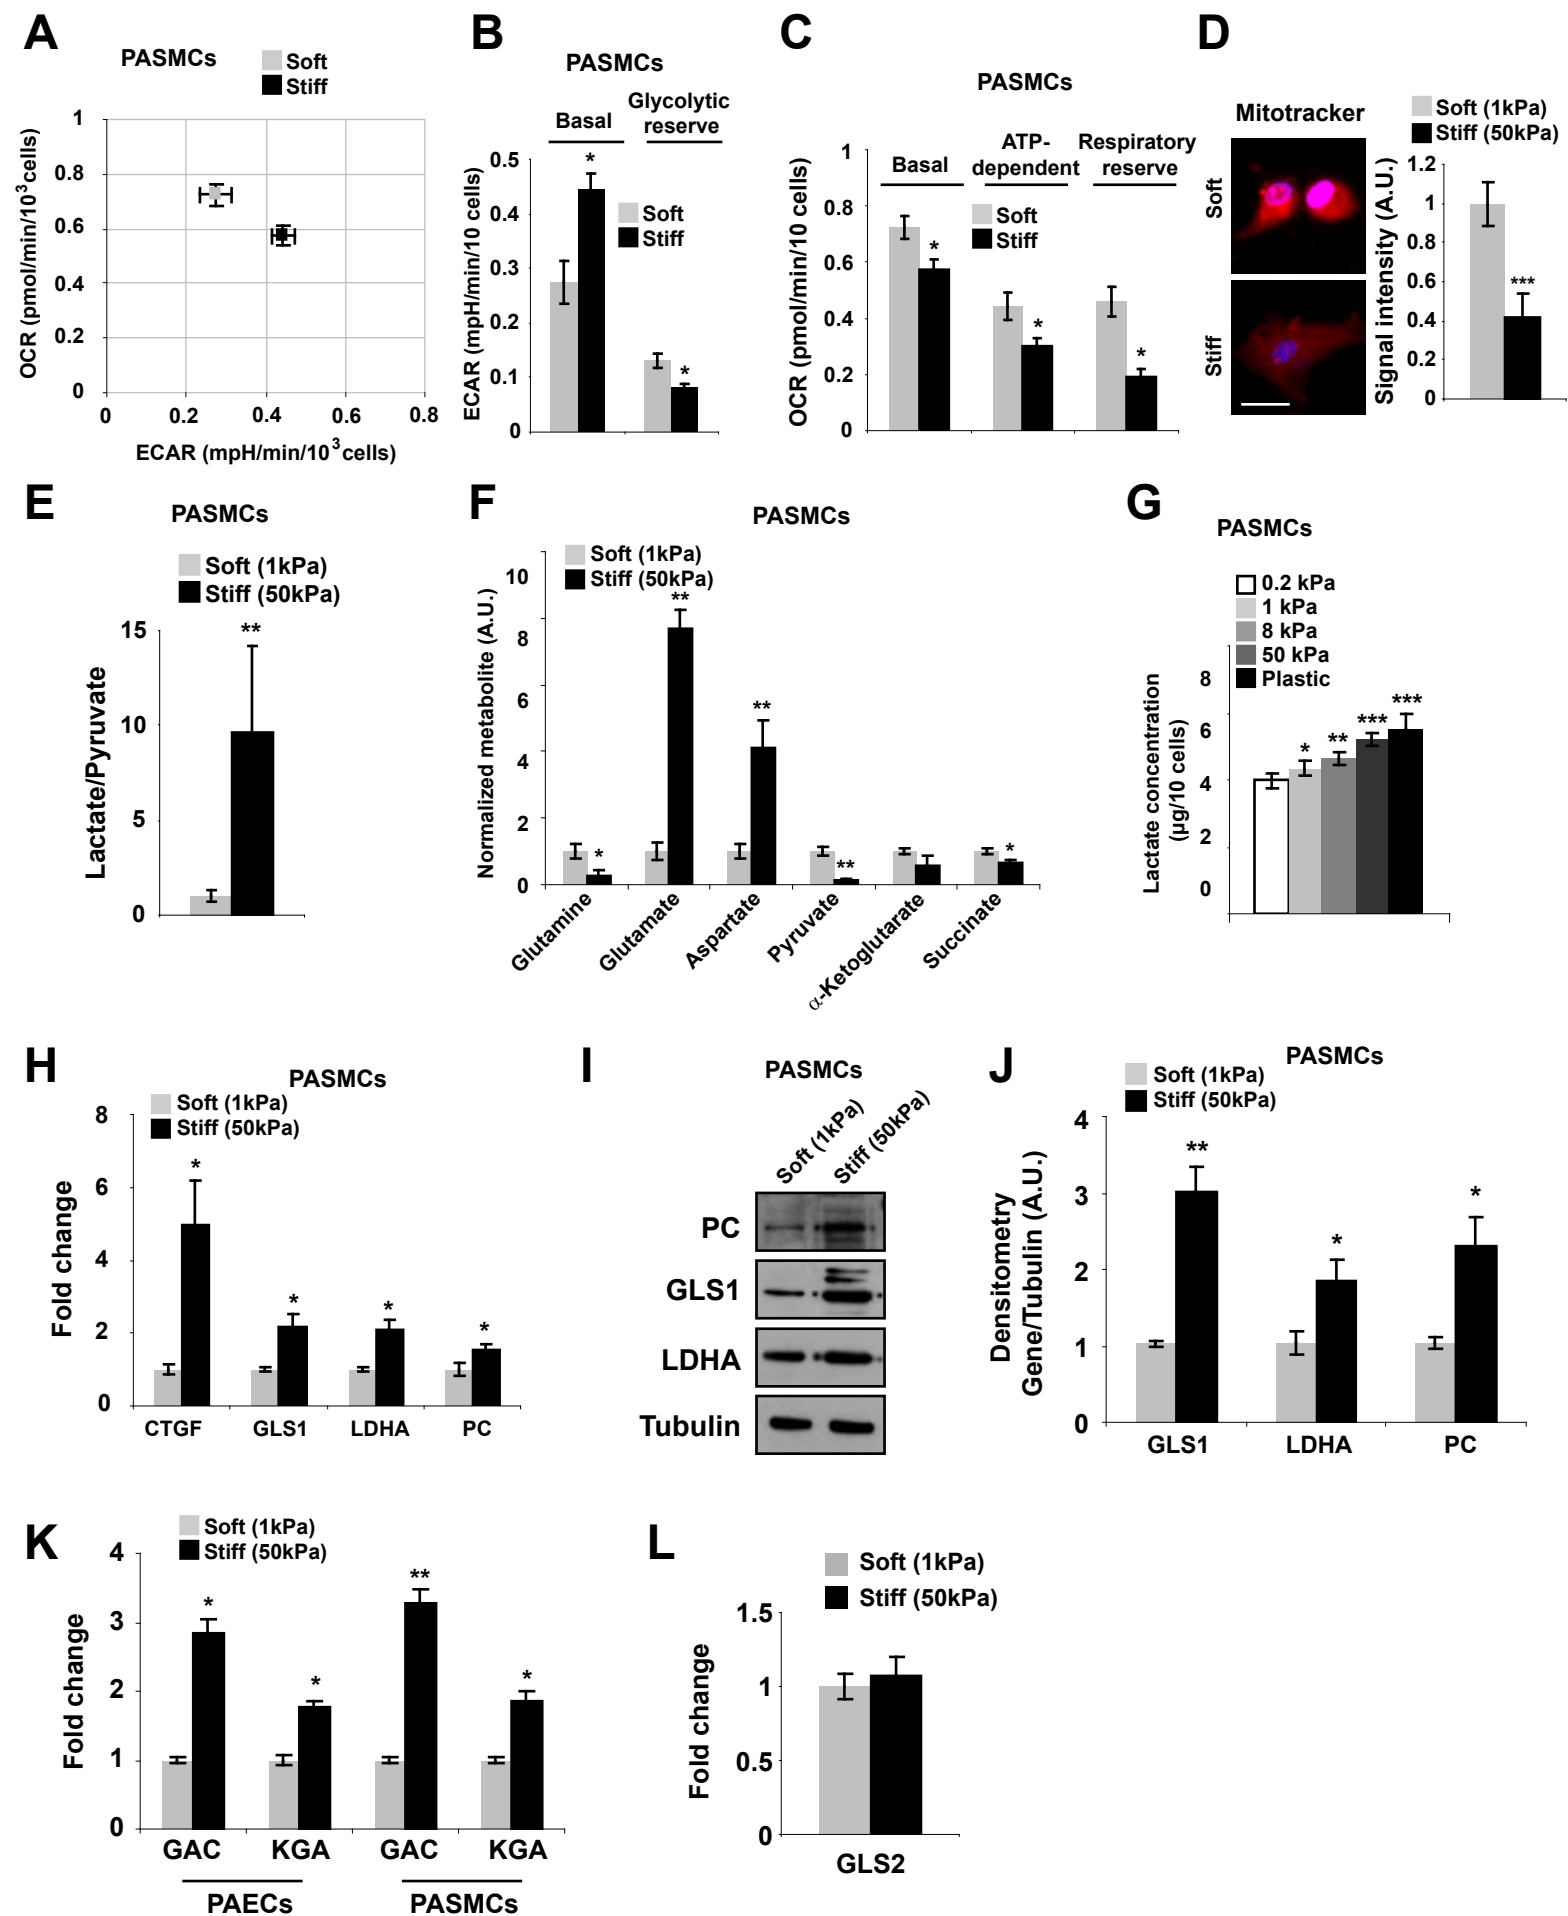 A
PASMCs
Soft
Stiff
OCR (pmol/min/10³cells)
1
0.8
0.6
0.4
0.2
0
0
0.2
0.4
0.6
0.8
ECAR (mpH/min/10³cells)
B
PASMCs
Basal
Glycolytic
reserve
Soft
Stiff
ECAR (mpH/min/10 cells)
0.5
0.4
0.3
0.2
0.1
0
*
*
C
PASMCs
Basal
ATP-
dependent
Respiratory
reserve
Soft
Stiff
OCR (pmol/min/10 cells)
1
0.8
0.6
0.4
0.2
0
*
*
*
D
Mitotracker
Soft
Stiff
Soft (1kPa)
Stiff (50kPa)
Signal intensity (A.U.)
1.2
1
0.8
0.6
0.4
0.2
0
***
E
PASMCs
Soft (1kPa)
Stiff (50kPa)
Lactate/Pyruvate
15
10
5
0
**
F
PASMCs
Soft (1kPa)
Stiff (50kPa)
Normalized metabolite (A.U.)
10
8
6
4
2
0
*
**
**
**
*
Glutamine
Glutamate
Aspartate
Pyruvate
α-Ketoglutarate
Succinate
G
PASMCs
0.2 kPa
1 kPa
8 kPa
50 kPa
Plastic
Lactate concentration
(µg/10 cells)
8
6
4
2
0
*
**
***
***
H
PASMCs
Soft (1kPa)
Stiff (50kPa)
Fold change
8
6
4
2
0
*
*
*
*
CTGF
GLS1
LDHA
PC
I
PASMCs
Soft (1kPa)
Stiff (50kPa)
PC
GLS1
LDHA
Tubulin
J
PASMCs
Soft (1kPa)
Stiff (50kPa)
Densitometry
Gene/Tubulin (A.U.)
4
3
2
1
0
**
*
*
GLS1
LDHA
PC
K
Soft (1kPa)
Stiff (50kPa)
Fold change
4
3
2
1
0
*
*
**
*
GAC
KGA
GAC
KGA
PAECs
PASMCs
L
Soft (1kPa)
Stiff (50kPa)
Fold change
1.5
1
0.5
0
GLS2